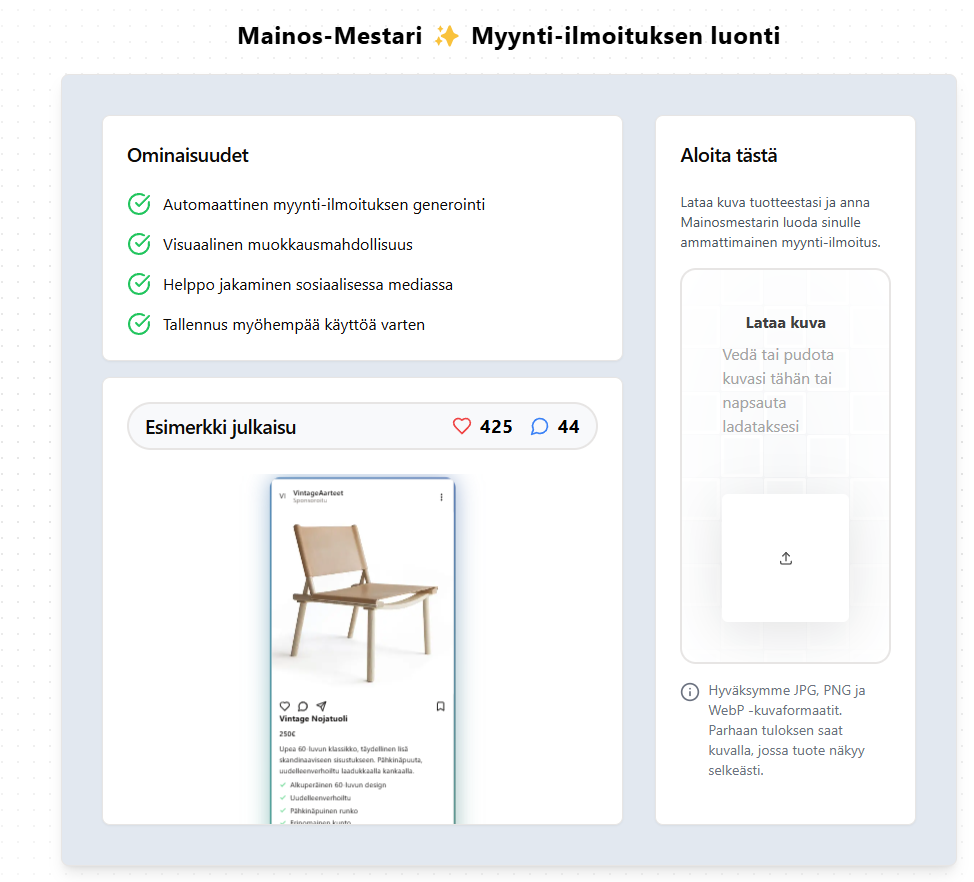 Mainos-Mestari ✨ Myynti-ilmoituksen luonti
Ominaisuudet
Automaattinen myynti-ilmoituksen generointi
Visuaalinen muokkausmahdollisuus
Helppo jakaminen sosiaalisessa mediassa
Tallennus myöhempää käyttöä varten
Esimerkki julkaisu 425 44
Vi VintageAarteet
Sponsoroitu
Vintage Nojatuoli
250€
Upea 60-luvun klassikko, täydellinen lisä
skandinaaviseen sisustukseen. Pähkinäpuuta,
uudelleenverhoiltu laadukkaalla kankaalla.
Alkuperäinen 60-luvun design
Uudelleenverhoiltu
Pähkinäpuinen runko
Erinomainen kunto
Aloita tästä
Lataa kuva tuotteestasi ja anna
Mainosmestarin luoda sinulle
ammattimainen myynti-ilmoitus.
Lataa kuva
Vedä tai pudota
kuvasi tähän tai
napsauta
ladataksesi
Hyväksymme JPG, PNG ja
WebP -kuvaformaatit.
Parhaan tuloksen saat
kuvalla, jossa tuote näkyy
selkeästi.